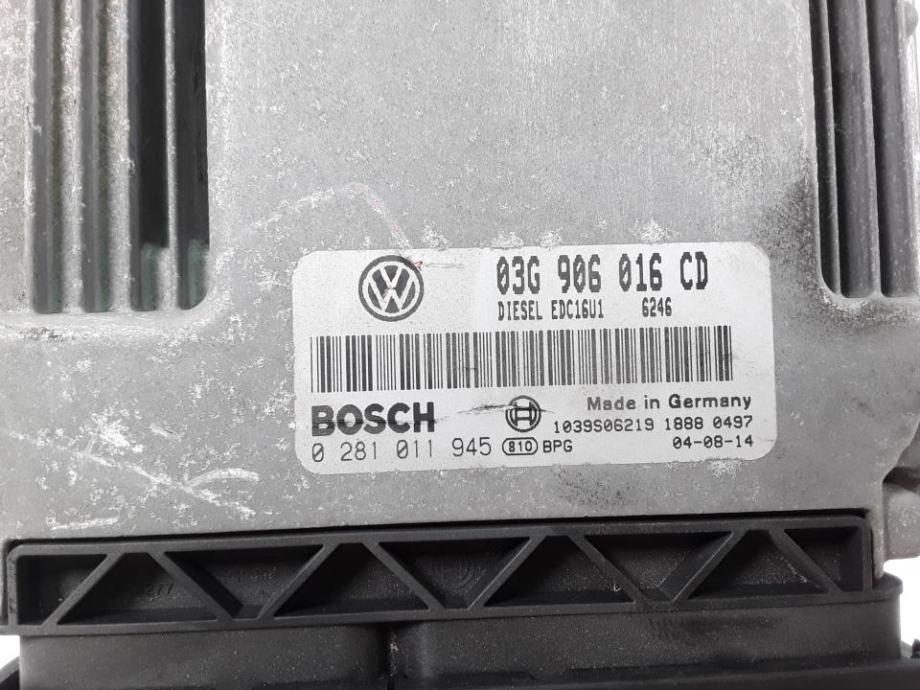 03G 906 016 CD
DIESEL EDC16U1 6246
BOSCH
Made in Germany
1039S06219 1888 0497
0 281 011 945 810 BPG
04-08-14